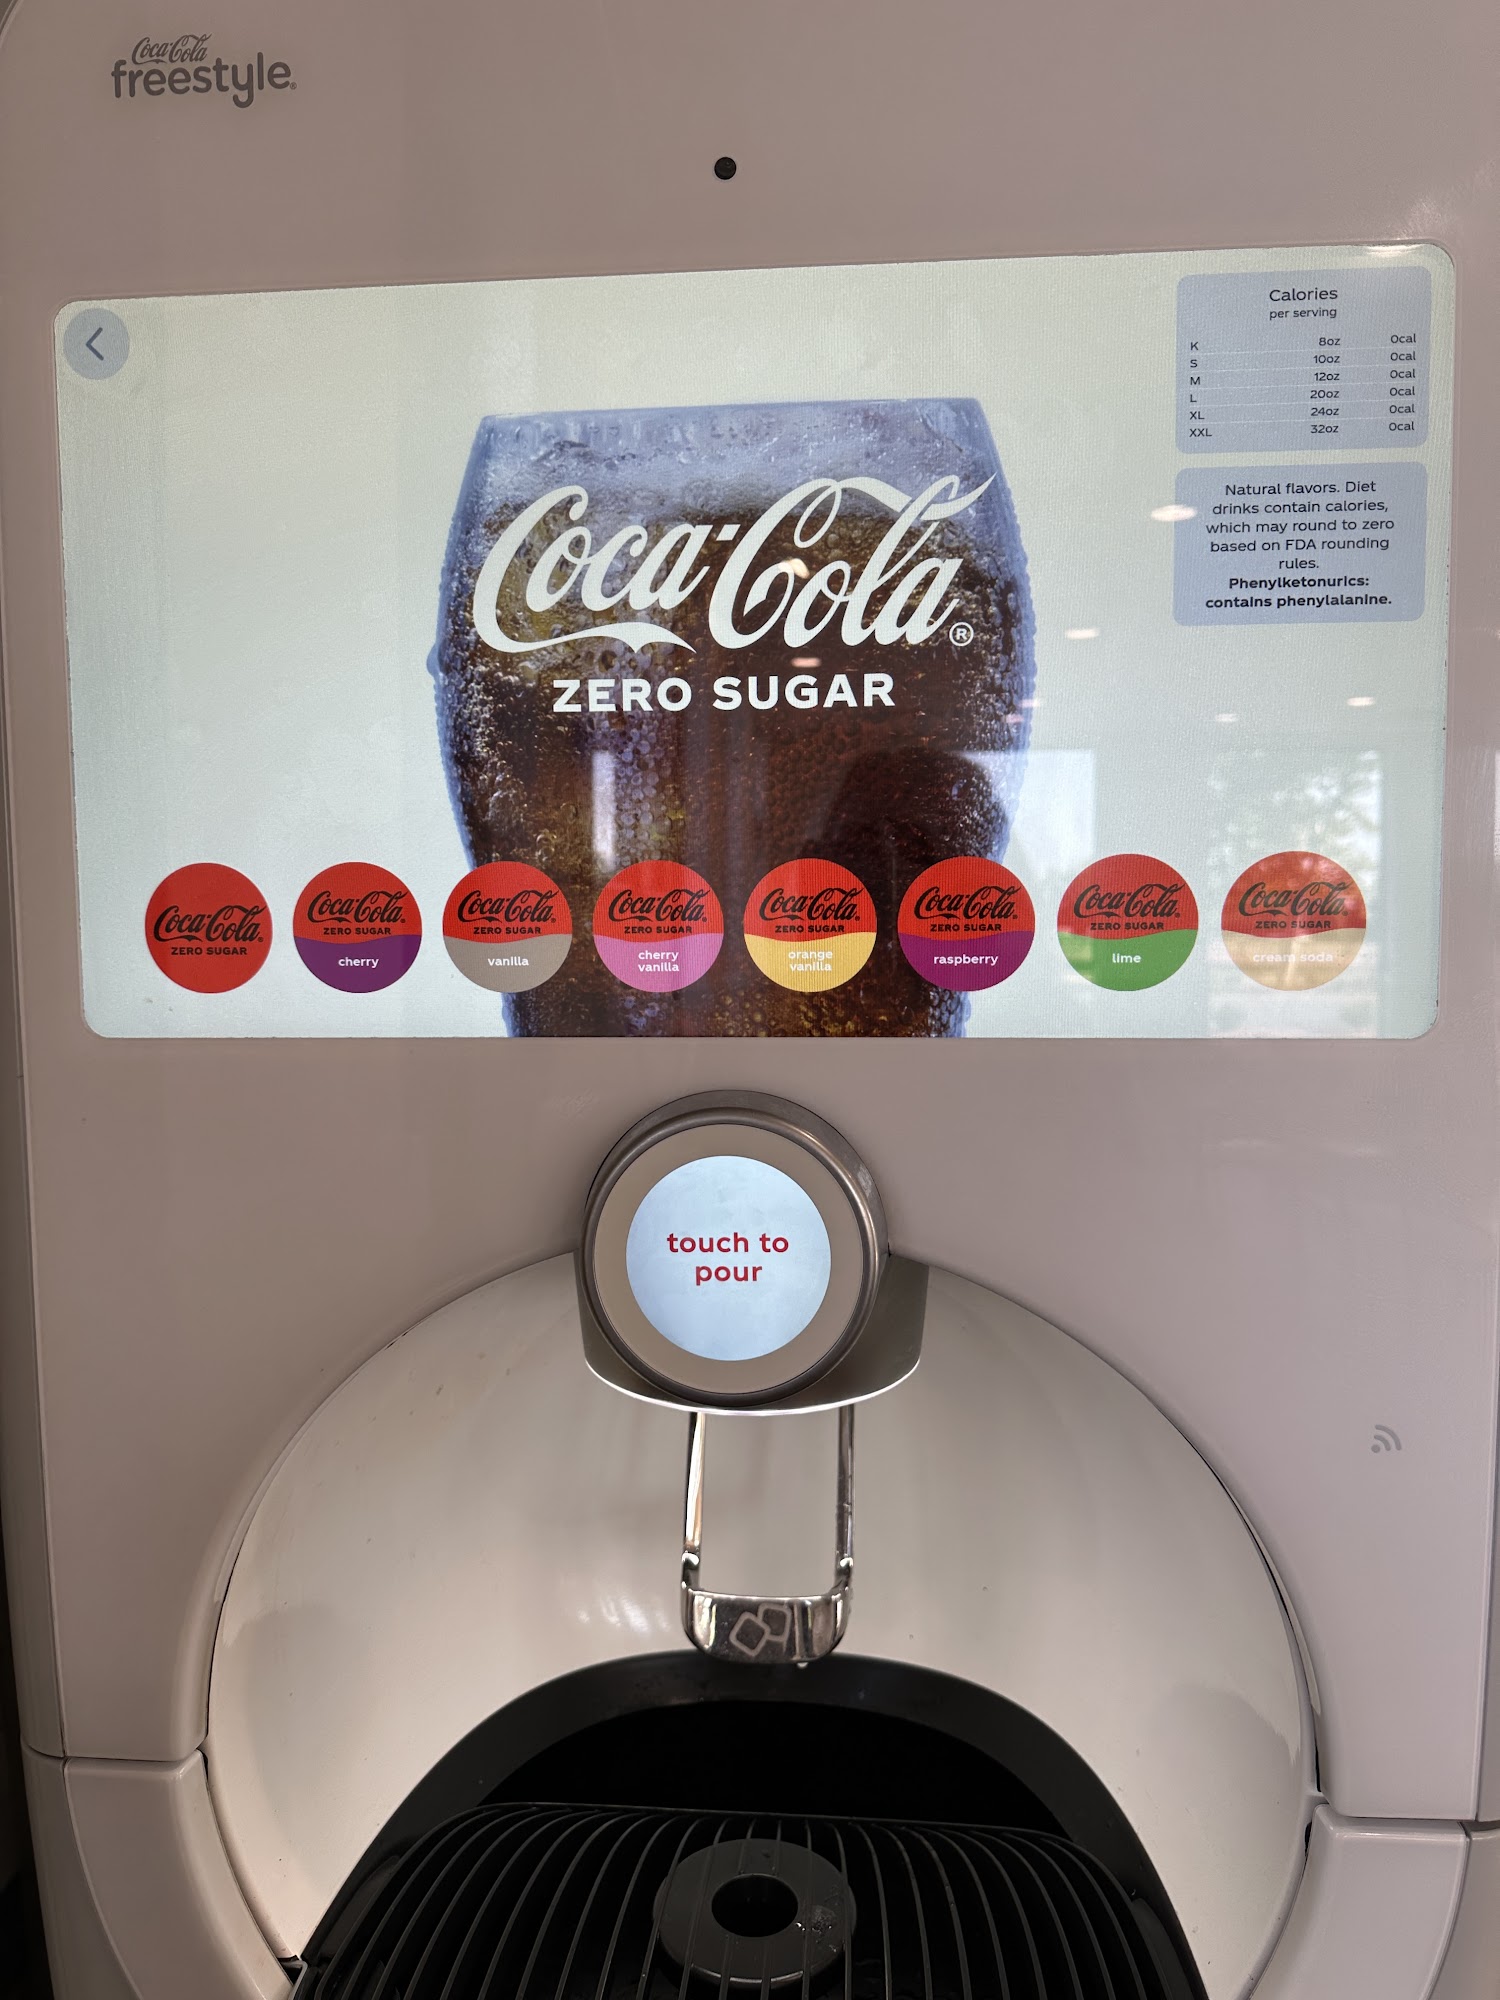 Coca-Cola
freestyle®
Calories
per serving
K 8oz 0cal
S 10oz 0cal
M 12oz 0cal
L 20oz 0cal
XL 24oz 0cal
XXL 32oz 0cal
Natural flavors. Diet
drinks contain calories,
which may round to zero
based on FDA rounding
rules.
Phenylketonurics:
contains phenylalanine.
Coca-Cola®
ZERO SUGAR
Coca-Cola®
ZERO SUGAR
Coca-Cola®
ZERO SUGAR
cherry
Coca-Cola®
ZERO SUGAR
vanilla
Coca-Cola®
ZERO SUGAR
cherry
vanilla
Coca-Cola®
ZERO SUGAR
orange
vanilla
Coca-Cola®
ZERO SUGAR
raspberry
Coca-Cola®
ZERO SUGAR
lime
Coca-Cola®
ZERO SUGAR
cream soda
touch to
pour